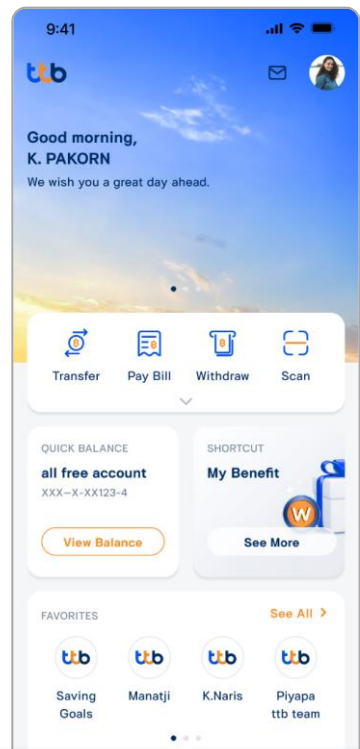 9:41
ttb
Good morning,
K. PAKORN
We wish you a great day ahead.
Transfer Pay Bill Withdraw Scan
QUICK BALANCE
all free account
XXX–X-XX123-4
View Balance
SHORTCUT
My Benefit
W
See More
FAVORITES
See All >
ttb ttb ttb ttb
Saving Goals
Manatji
K.Naris
Piyapa ttb team